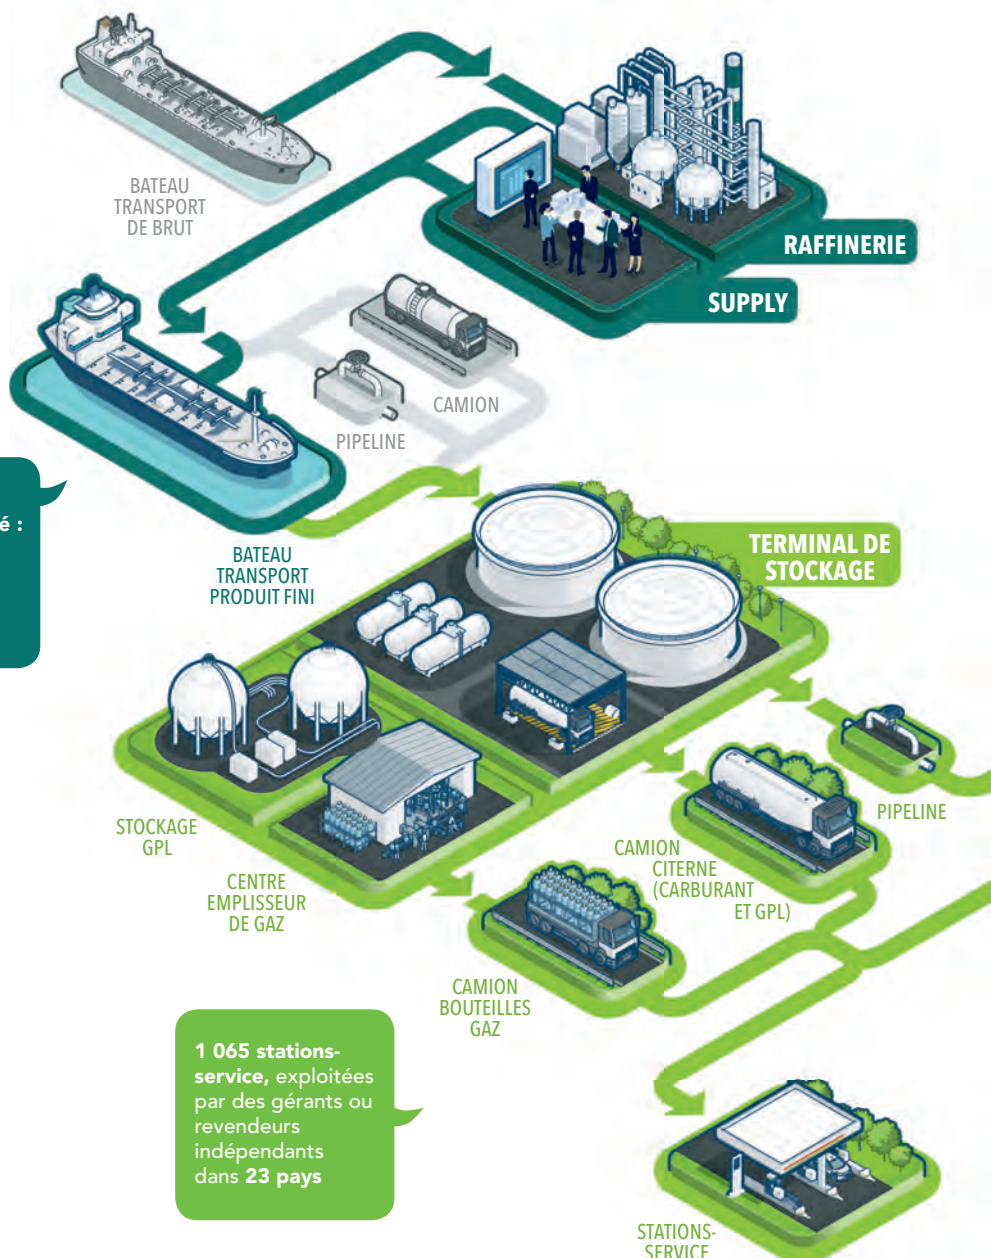 BATEAU
TRANSPORT
DE BRUT
RAFFINERIE
SUPPLY
CAMION
PIPELINE
é :
BATEAU
TRANSPORT
PRODUIT FINI
TERMINAL DE
STOCKAGE
PIPELINE
STOCKAGE
GPL
CAMION
CITERNE
(CARBURANT
ET GPL)
CENTRE
EMPLISSEUR
DE GAZ
CAMION
BOUTEILLES
GAZ
1 065 stations-
service, exploitées
par des gérants ou
revendeurs
indépendants
dans 23 pays
STATIONS-
SERVICE